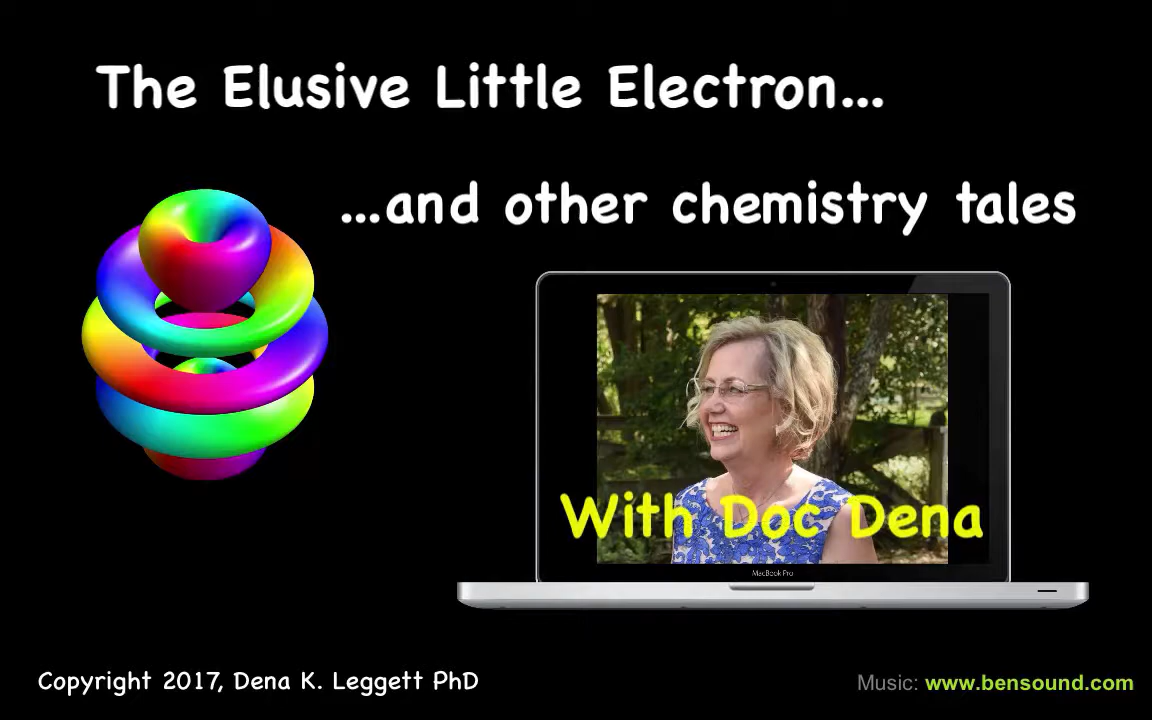 The Elusive Little Electron...
...and other chemistry tales
With Doc Dena
MacBook Pro
Copyright 2017, Dena K. Leggett PhD
Music: www.bensound.com